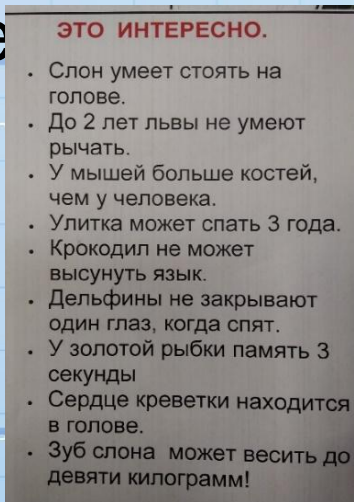 ЭТО ИНТЕРЕСНО.
• Слон умеет стоять на
голове.
• До 2 лет львы не умеют
рычать.
• У мышей больше костей,
чем у человека.
• Улитка может спать 3 года.
• Крокодил не может
высунуть язык.
• Дельфины не закрывают
один глаз, когда спят.
• У золотой рыбки память 3
секунды
• Сердце креветки находится
в голове.
• Зуб слона может весить до
девяти килограмм!